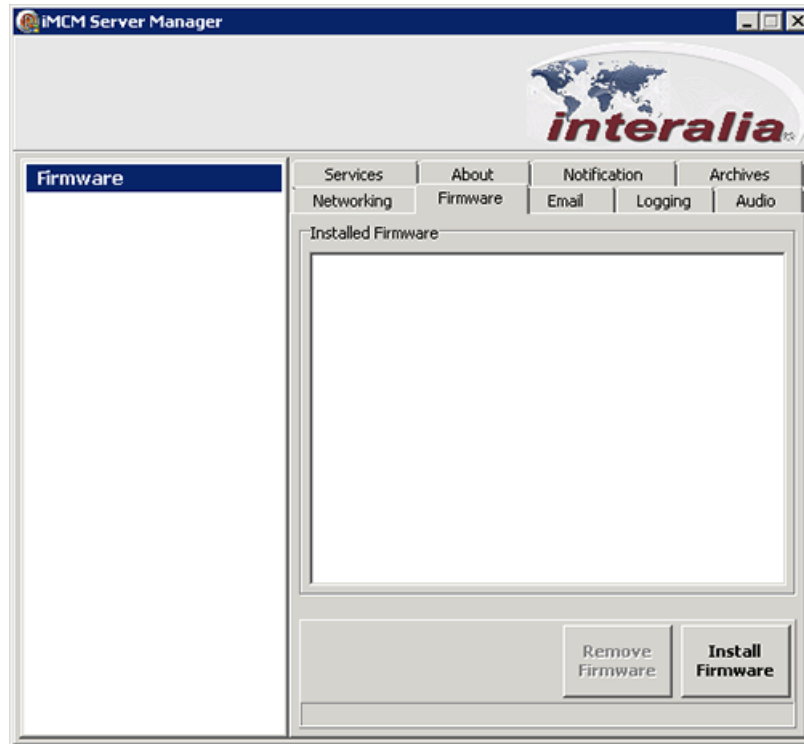 iMCM Server Manager
interalia
Firmware
Services About Notification Archives
Networking Firmware Email Logging Audio
Installed Firmware
Remove Firmware
Install Firmware